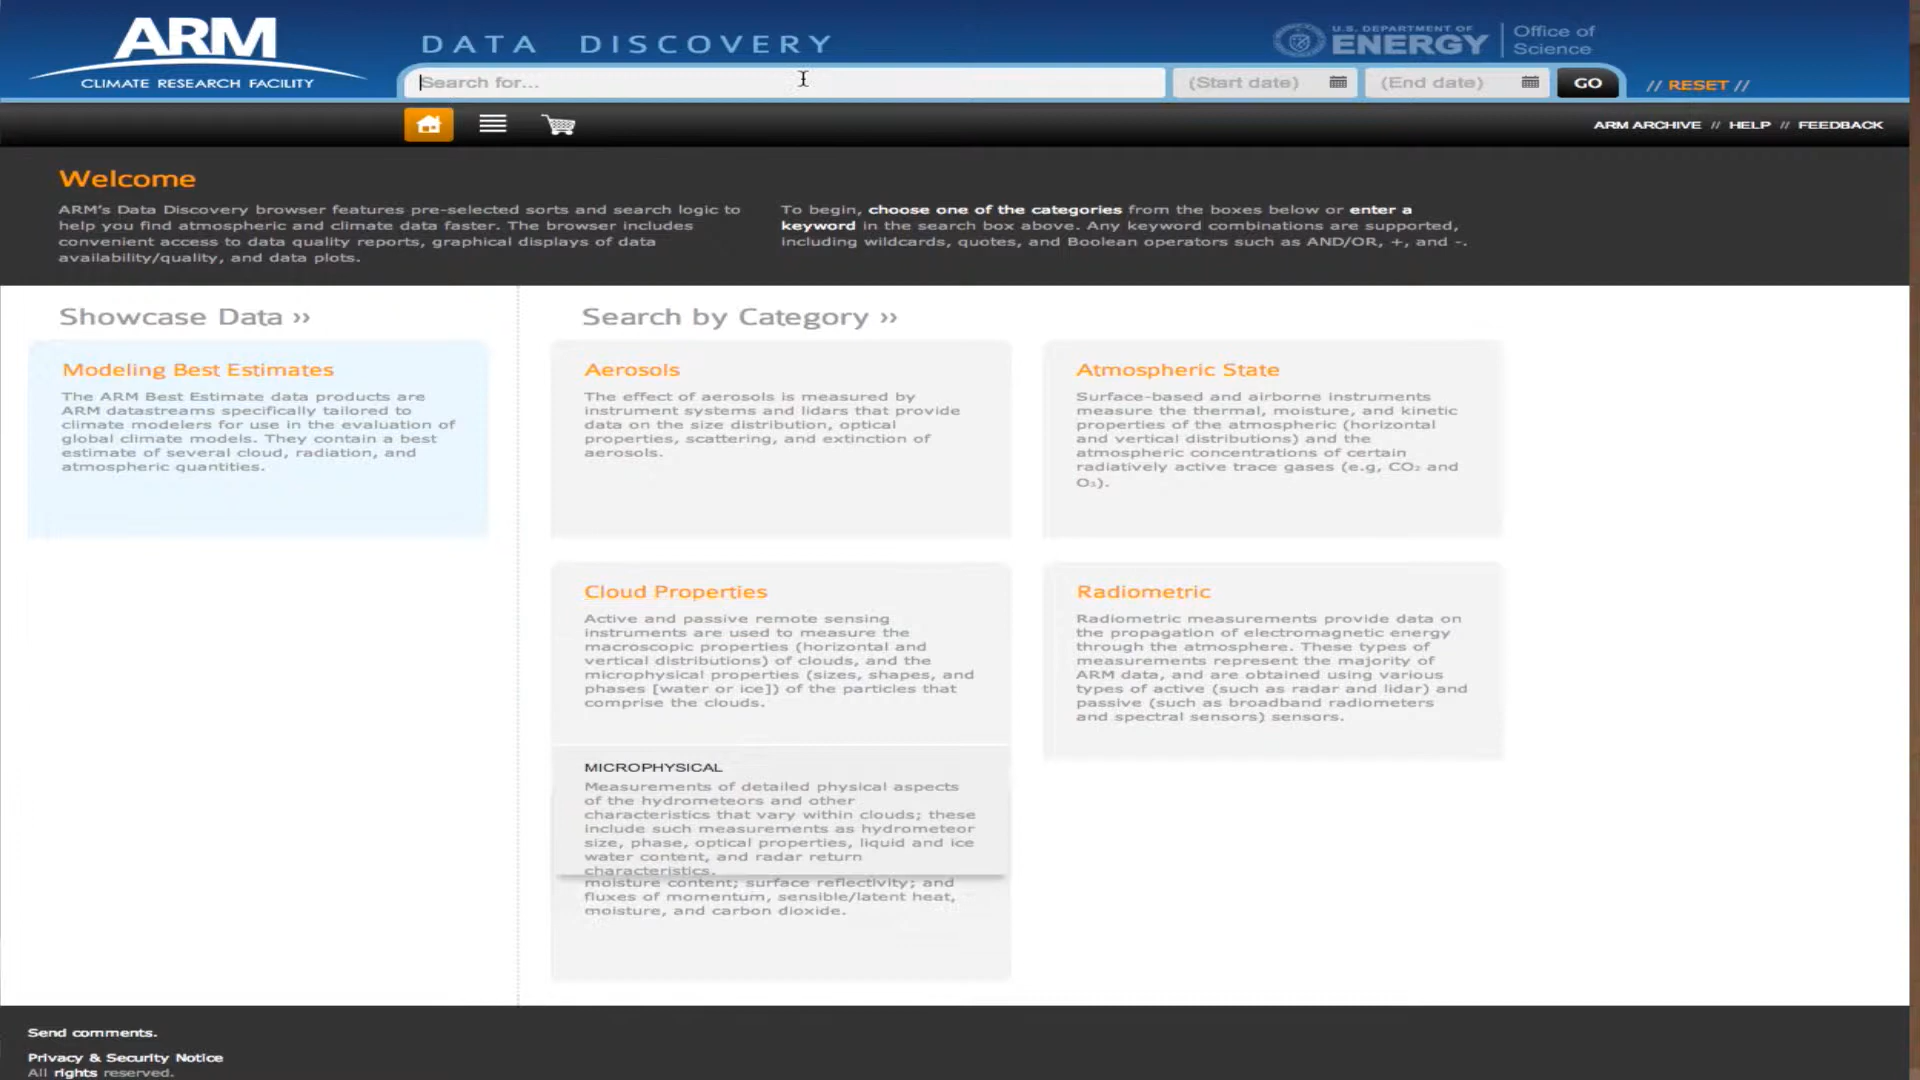 ARM
CLIMATE RESEARCH FACILITY
DATA DISCOVERY
U.S. DEPARTMENT OF
ENERGY
Office of
Science
Search for...
(Start date)
(End date)
GO
// RESET //
ARM ARCHIVE // HELP // FEEDBACK
Welcome
ARM's Data Discovery browser features pre-selected sorts and search logic to
help you find atmospheric and climate data faster. The browser includes
convenient access to data quality reports, graphical displays of data
availability/quality, and data plots.
To begin, choose one of the categories from the boxes below or enter a
keyword in the search box above. Any keyword combinations are supported,
including wildcards, quotes, and Boolean operators such as AND/OR, +, and -.
Showcase Data ››
Modeling Best Estimates
The ARM Best Estimate data products are
ARM datastreams specifically tailored to
climate modelers for use in the evaluation of
global climate models. They contain a best
estimate of several cloud, radiation, and
atmospheric quantities.
Search by Category ››
Aerosols
The effect of aerosols is measured by
instrument systems and lidars that provide
data on the size distribution, optical
properties, scattering, and extinction of
aerosols.
Atmospheric State
Surface-based and airborne instruments
measure the thermal, moisture, and kinetic
properties of the atmospheric (horizontal
and vertical distributions) and the
atmospheric concentrations of certain
radiatively active trace gases (e.g, CO₂ and
O₃).
Cloud Properties
Active and passive remote sensing
instruments are used to measure the
macroscopic properties (horizontal and
vertical distributions) of clouds, and the
microphysical properties (sizes, shapes, and
phases [water or ice]) of the particles that
comprise the clouds.
MICROPHYSICAL
Measurements of detailed physical aspects
of the hydrometeors and other
characteristics that vary within clouds; these
include such measurements as hydrometeor
size, phase, optical properties, liquid and ice
water content, and radar return
characteristics.
moisture content; surface reflectivity; and
fluxes of momentum, sensible/latent heat,
moisture, and carbon dioxide.
Radiometric
Radiometric measurements provide data on
the propagation of electromagnetic energy
through the atmosphere. These types of
measurements represent the majority of
ARM data, and are obtained using various
types of active (such as radar and lidar) and
passive (such as broadband radiometers
and spectral sensors) sensors.
Send comments.
Privacy & Security Notice
All rights reserved.